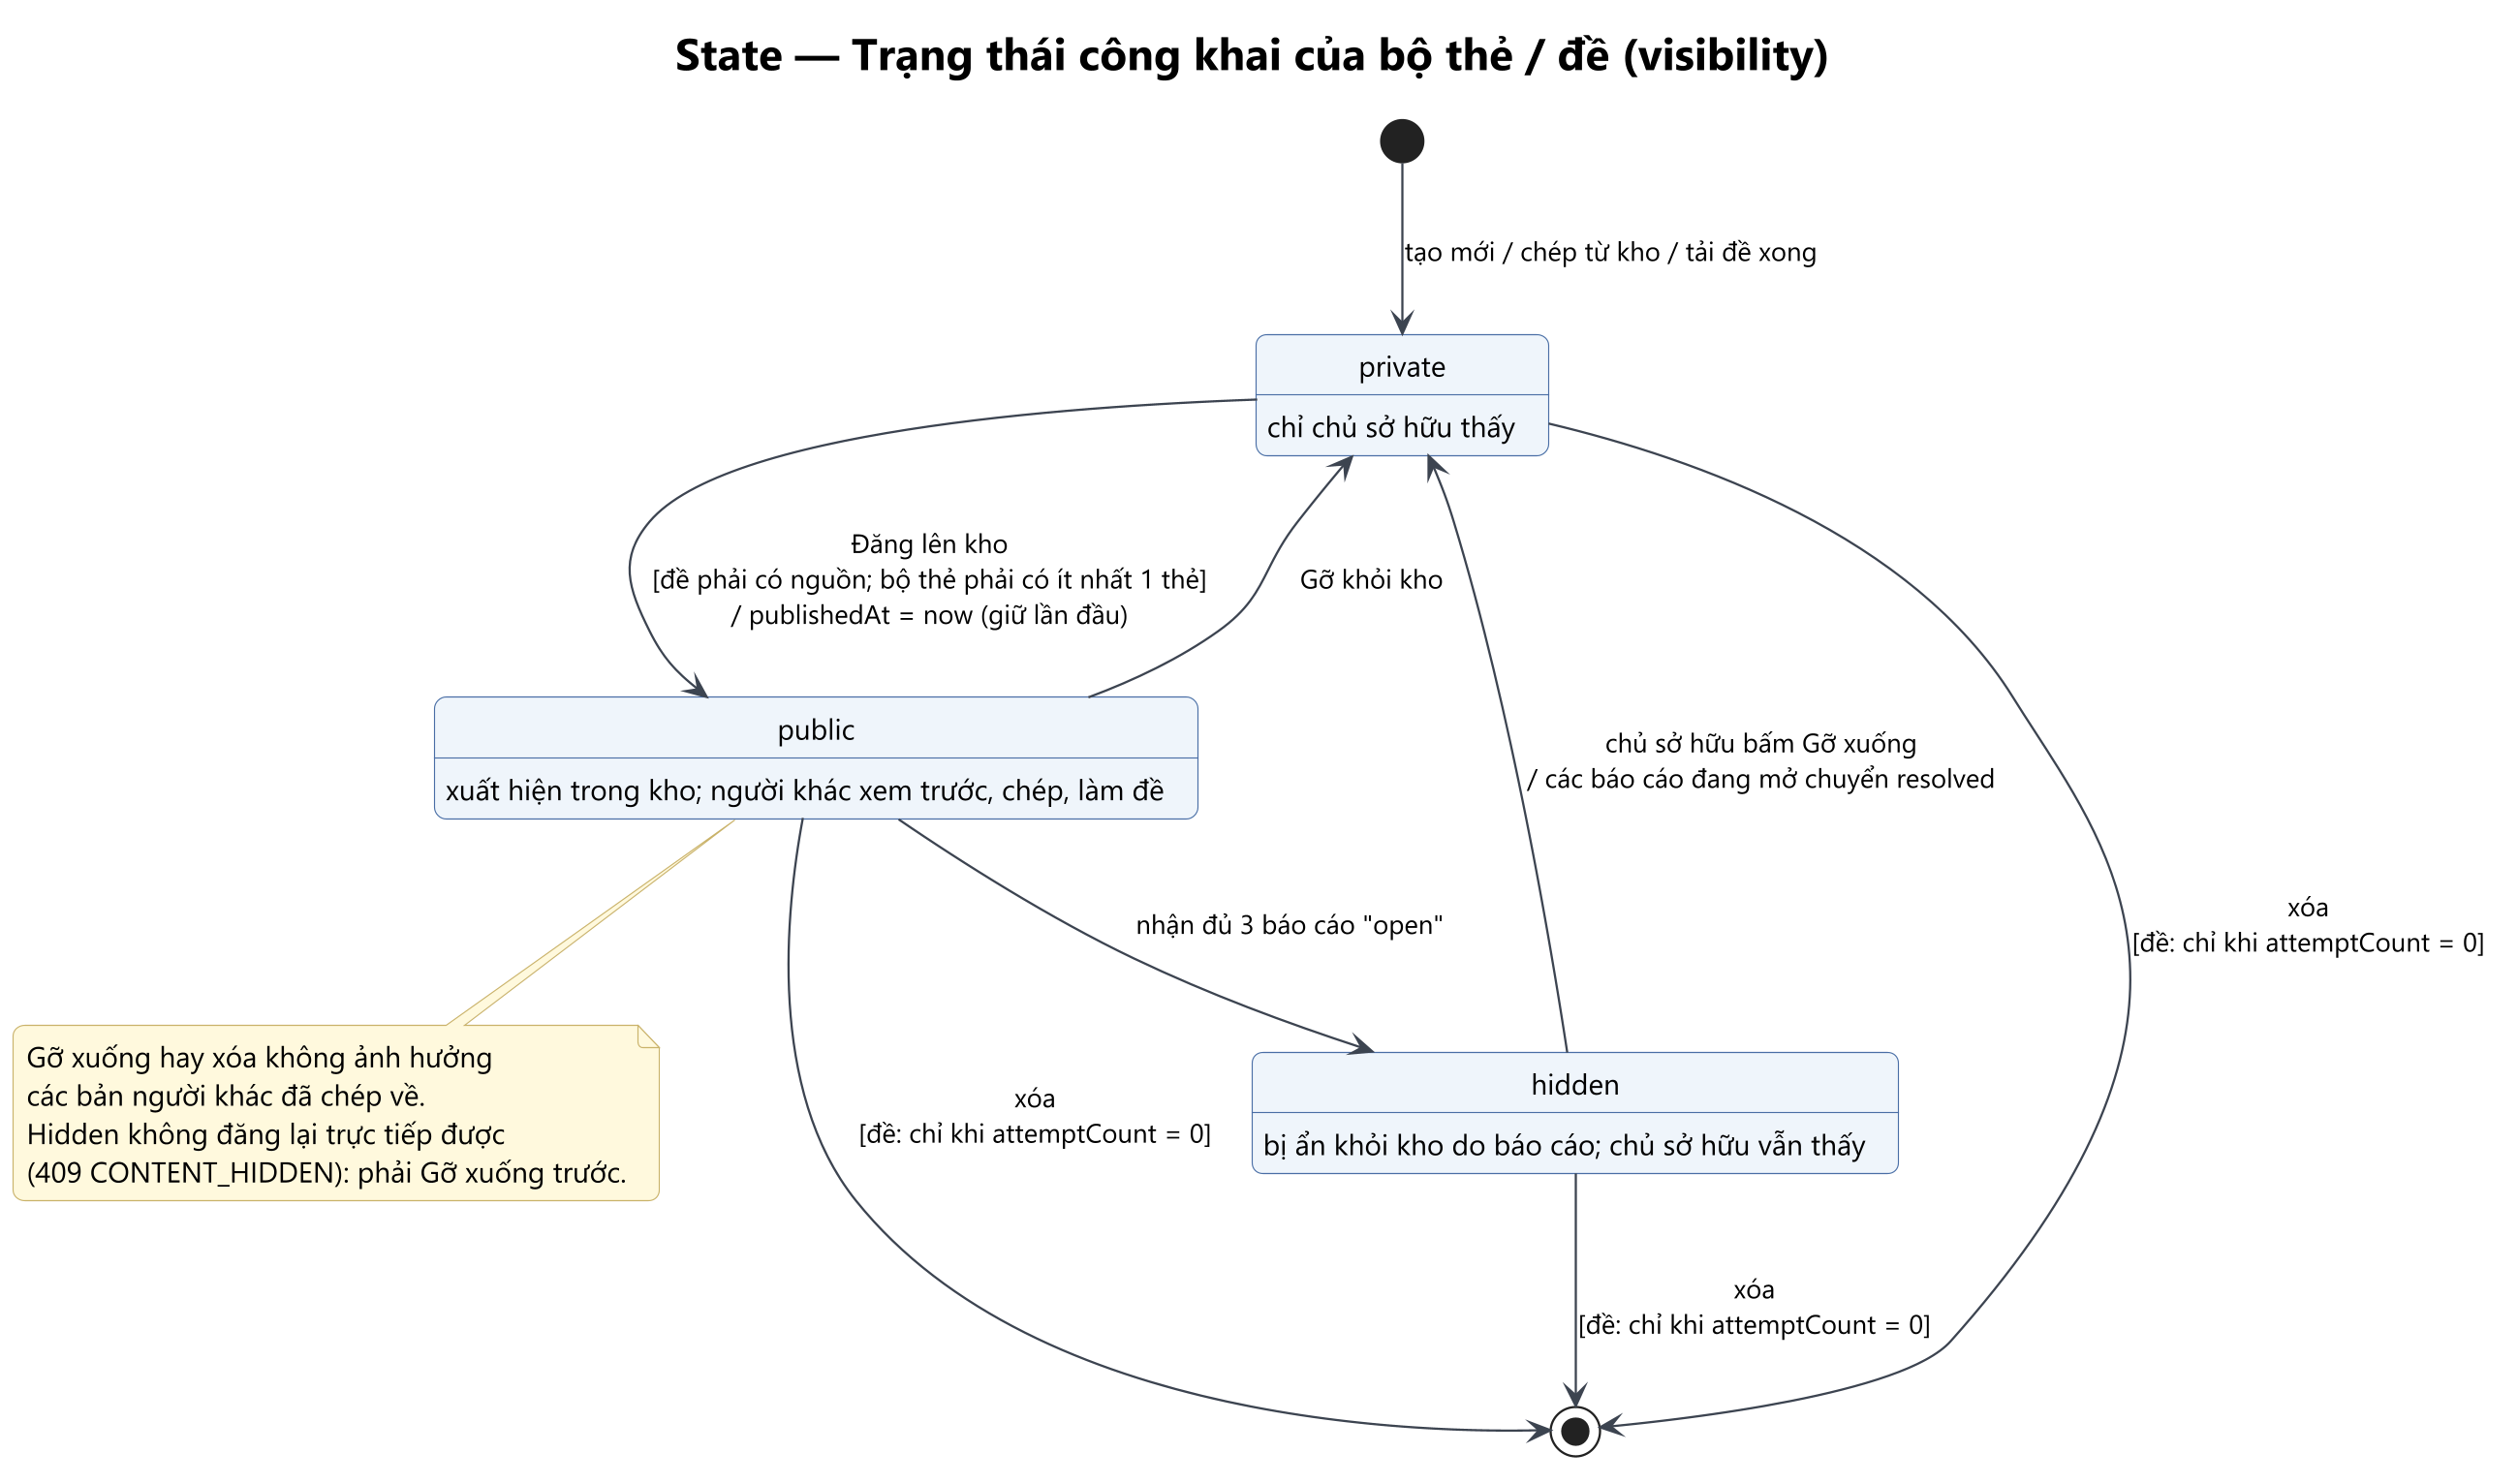 State — Trạng thái công khai của bộ thẻ / đề (visibility)
tạo mới / chép từ kho / tải đề xong
private
chỉ chủ sở hữu thấy
Đăng lên kho
[đề phải có nguồn; bộ thẻ phải có ít nhất 1 thẻ]
/ publishedAt = now (giữ lần đầu)
Gỡ khỏi kho
public
xuất hiện trong kho; người khác xem trước, chép, làm đề
chủ sở hữu bấm Gỡ xuống
/ các báo cáo đang mở chuyển resolved
nhận đủ 3 báo cáo "open"
xóa
[đề: chỉ khi attemptCount = 0]
Gỡ xuống hay xóa không ảnh hưởng
các bản người khác đã chép về.
Hidden không đăng lại trực tiếp được
(409 CONTENT_HIDDEN): phải Gỡ xuống trước.
xóa
[đề: chỉ khi attemptCount = 0]
hidden
bị ẩn khỏi kho do báo cáo; chủ sở hữu vẫn thấy
xóa
[đề: chỉ khi attemptCount = 0]